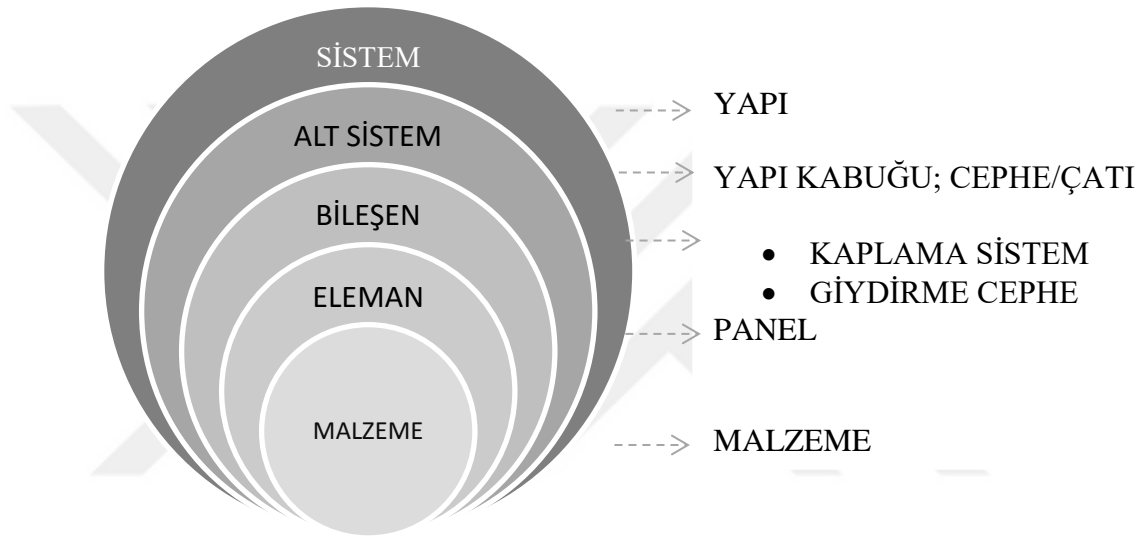 SİSTEM
YAPI
ALT SİSTEM
YAPI KABUĞU; CEPHE/ÇATI
BİLEŞEN
• KAPLAMA SİSTEM
• GİYDİRME CEPHE
ELEMAN
PANEL
MALZEME
MALZEME